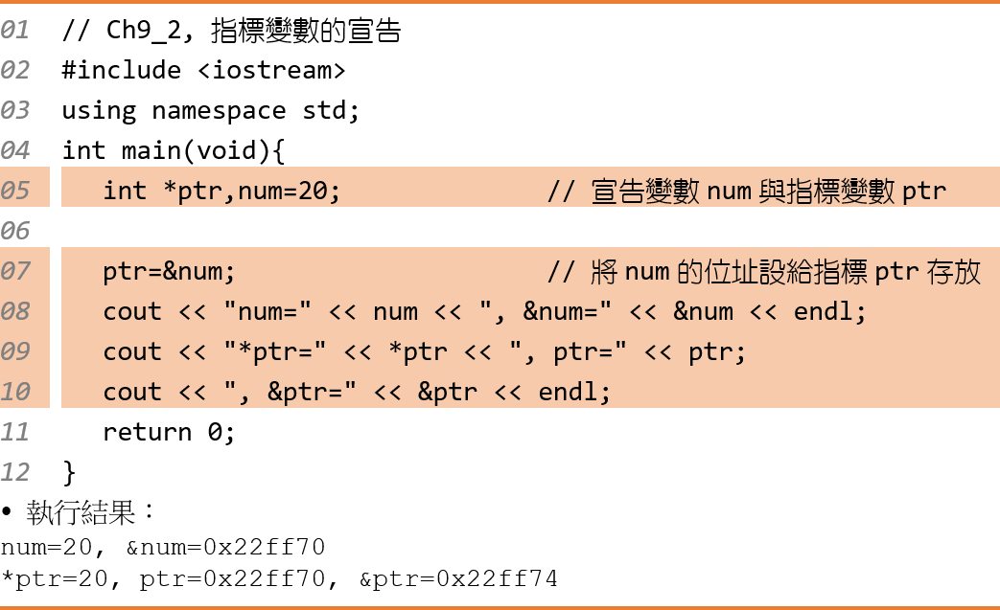 01 // Ch9_2, 指標變數的宣告
02 #include <iostream>
03 using namespace std;
04 int main(void){
05 int *ptr,num=20; // 宣告變數 num 與指標變數 ptr
06
07 ptr=&num; // 將 num 的位址設給指標 ptr 存放
08 cout << "num=" << num << ", &num=" << &num << endl;
09 cout << "*ptr=" << *ptr << ", ptr=" << ptr;
10 cout << ", &ptr=" << &ptr << endl;
11 return 0;
12 }
• 執行結果：
num=20, &num=0x22ff70
*ptr=20, ptr=0x22ff70, &ptr=0x22ff74